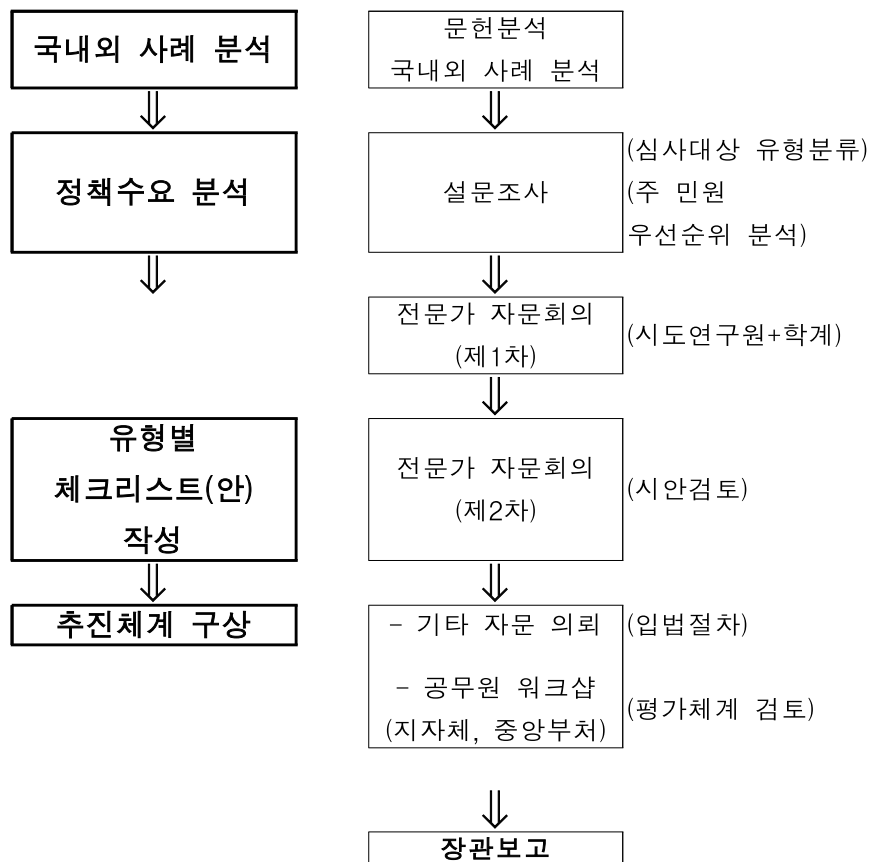 국내외 사례 분석
문헌분석
국내외 사례 분석
⇓
⇓
정책수요 분석
설문조사
(심사대상 유형분류)
(주 민원
우선순위 분석)
⇓
⇓
전문가 자문회의
(제1차)
(시도연구원+학계)
⇓
유형별
체크리스트(안)
작성
전문가 자문회의
(제2차)
(시안검토)
⇓
⇓
추진체계 구상
- 기타 자문 의뢰
(입법절차)
- 공무원 워크샵
(지자체, 중앙부처)
(평가체계 검토)
⇓
장관보고